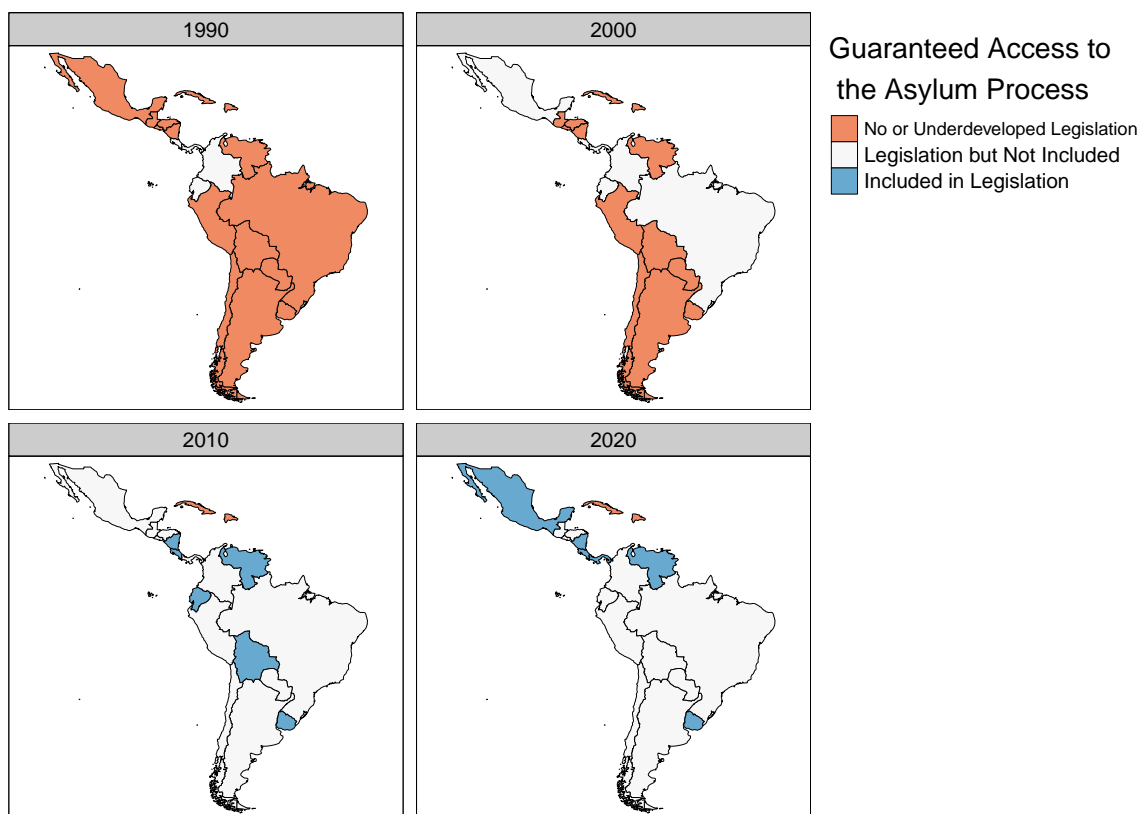 1990
2000
Guaranteed Access to
the Asylum Process
No or Underdeveloped Legislation
Legislation but Not Included
Included in Legislation
2010
2020